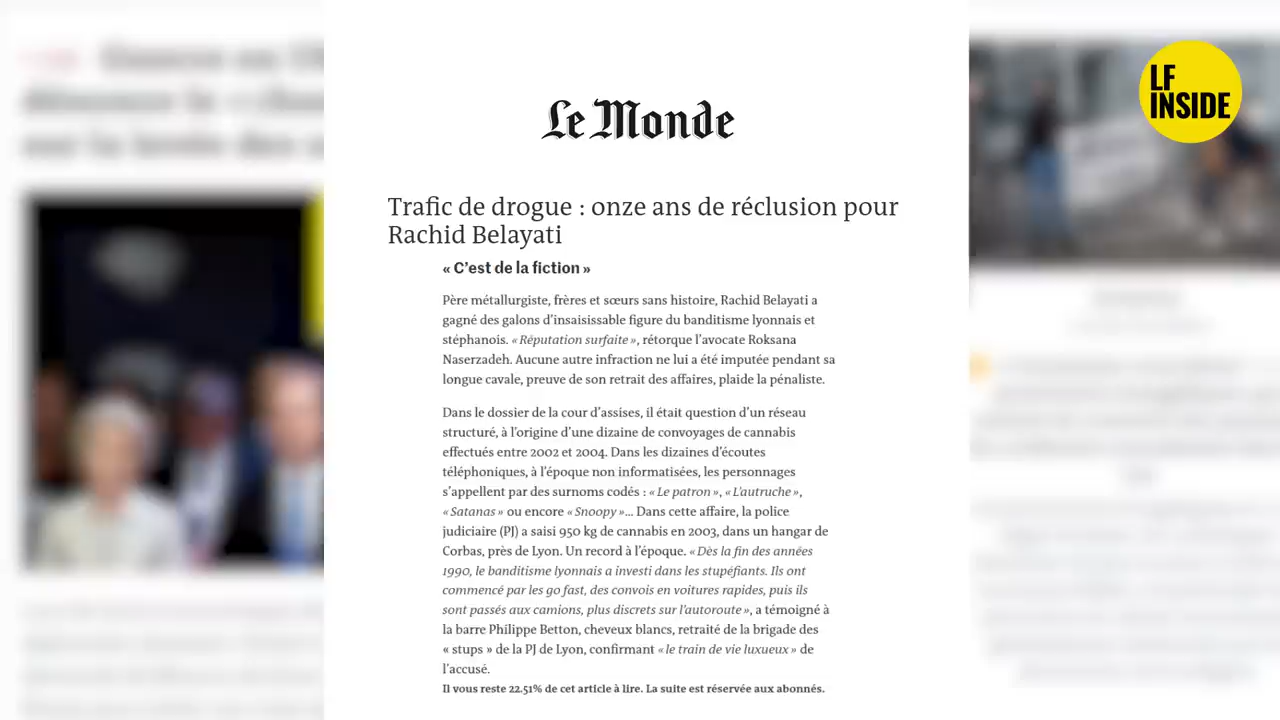 Le Monde
LF
INSIDE
Trafic de drogue : onze ans de réclusion pour
Rachid Belayati
« C’est de la fiction »
Père métallurgiste, frères et sœurs sans histoire, Rachid Belayati a
gagné des galons d’insaisissable figure du banditisme lyonnais et
stéphanois. « Réputation surfaite », rétorque l’avocate Roksana
Naserzadeh. Aucune autre infraction ne lui a été imputée pendant sa
longue cavale, preuve de son retrait des affaires, plaide la pénaliste.
Dans le dossier de la cour d’assises, il était question d’un réseau
structuré, à l’origine d’une dizaine de convoyages de cannabis
effectués entre 2002 et 2004. Dans les dizaines d’écoutes
téléphoniques, à l’époque non informatisées, les personnages
s’appellent par des surnoms codés : « Le patron », « L’autruche »,
« Satanas » ou encore « Snoopy »… Dans cette affaire, la police
judiciaire (PJ) a saisi 950 kg de cannabis en 2003, dans un hangar de
Corbas, près de Lyon. Un record à l’époque. « Dès la fin des années
1990, le banditisme lyonnais a investi dans les stupéfiants. Ils ont
commencé par les go fast, des convois en voitures rapides, puis ils
sont passés aux camions, plus discrets sur l’autoroute », a témoigné à
la barre Philippe Betton, cheveux blancs, retraité de la brigade des
« stups » de la PJ de Lyon, confirmant « le train de vie luxueux » de
l’accusé.
Il vous reste 22.51% de cet article à lire. La suite est réservée aux abonnés.